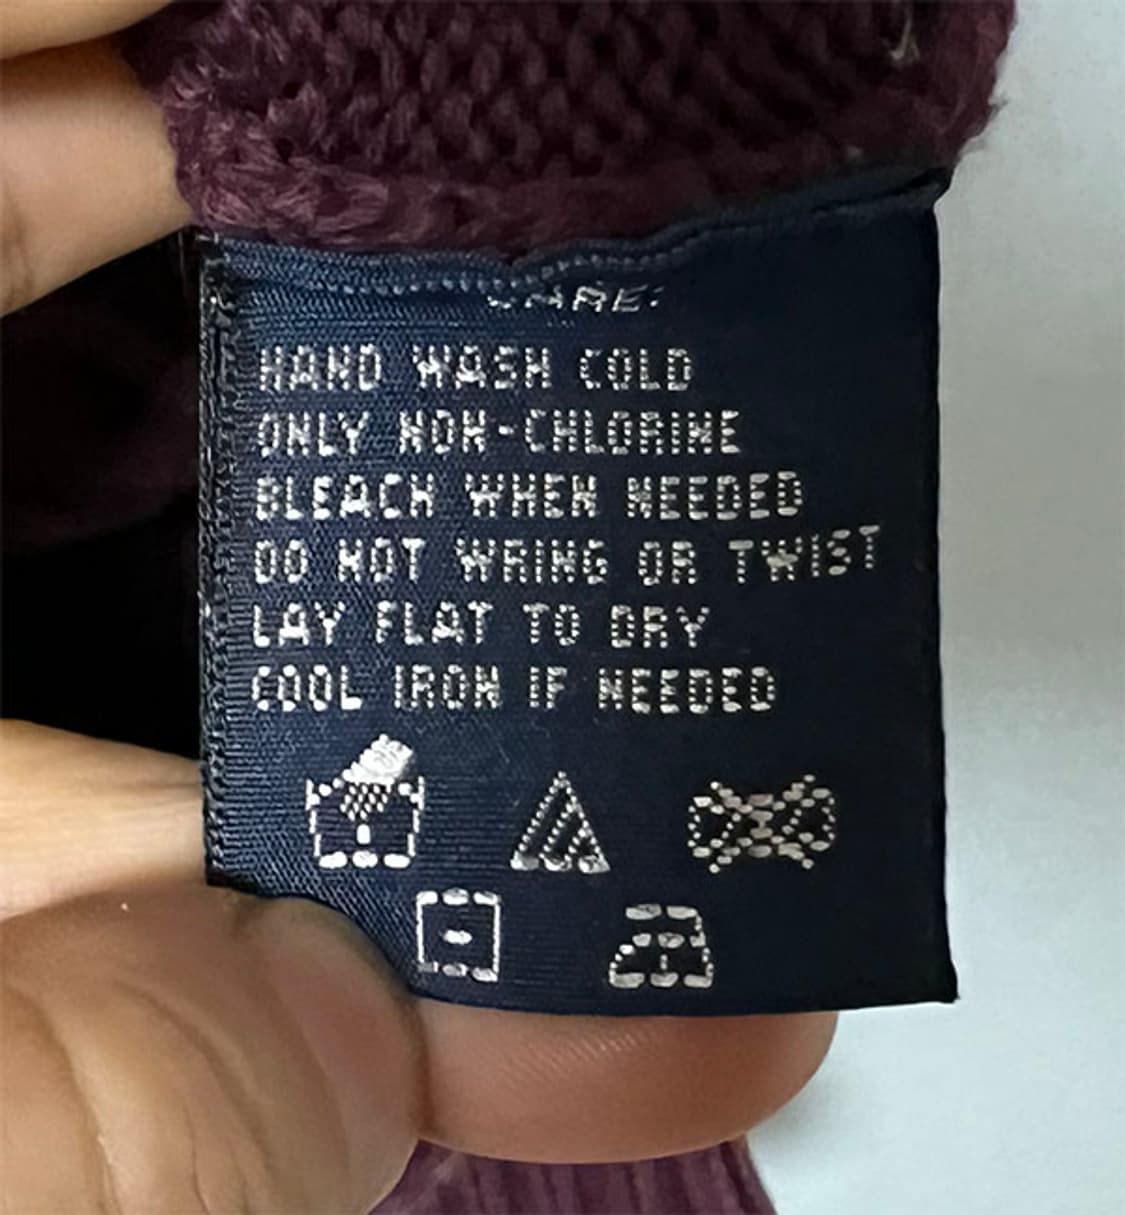 CARE:
HAND WASH COLD
ONLY NON-CHLORINE
BLEACH WHEN NEEDED
DO NOT WRING OR TWIST
LAY FLAT TO DRY
COOL IRON IF NEEDED